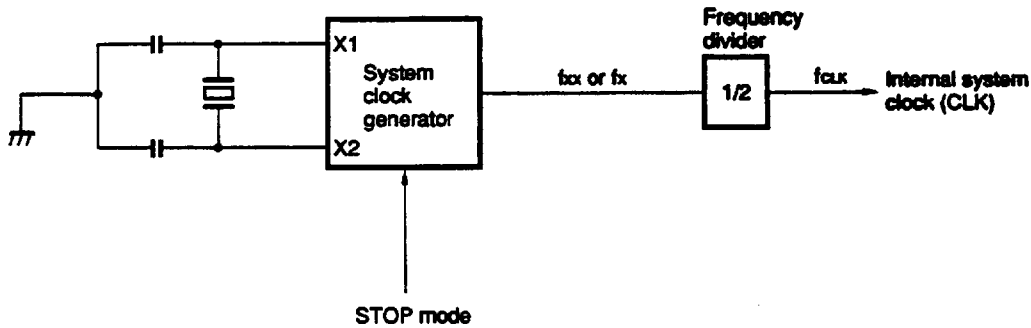 Frequency
divider
X1
System
clock
generator
X2
fxx or fx
1/2
fCLK
Internal system
clock (CLK)
STOP mode